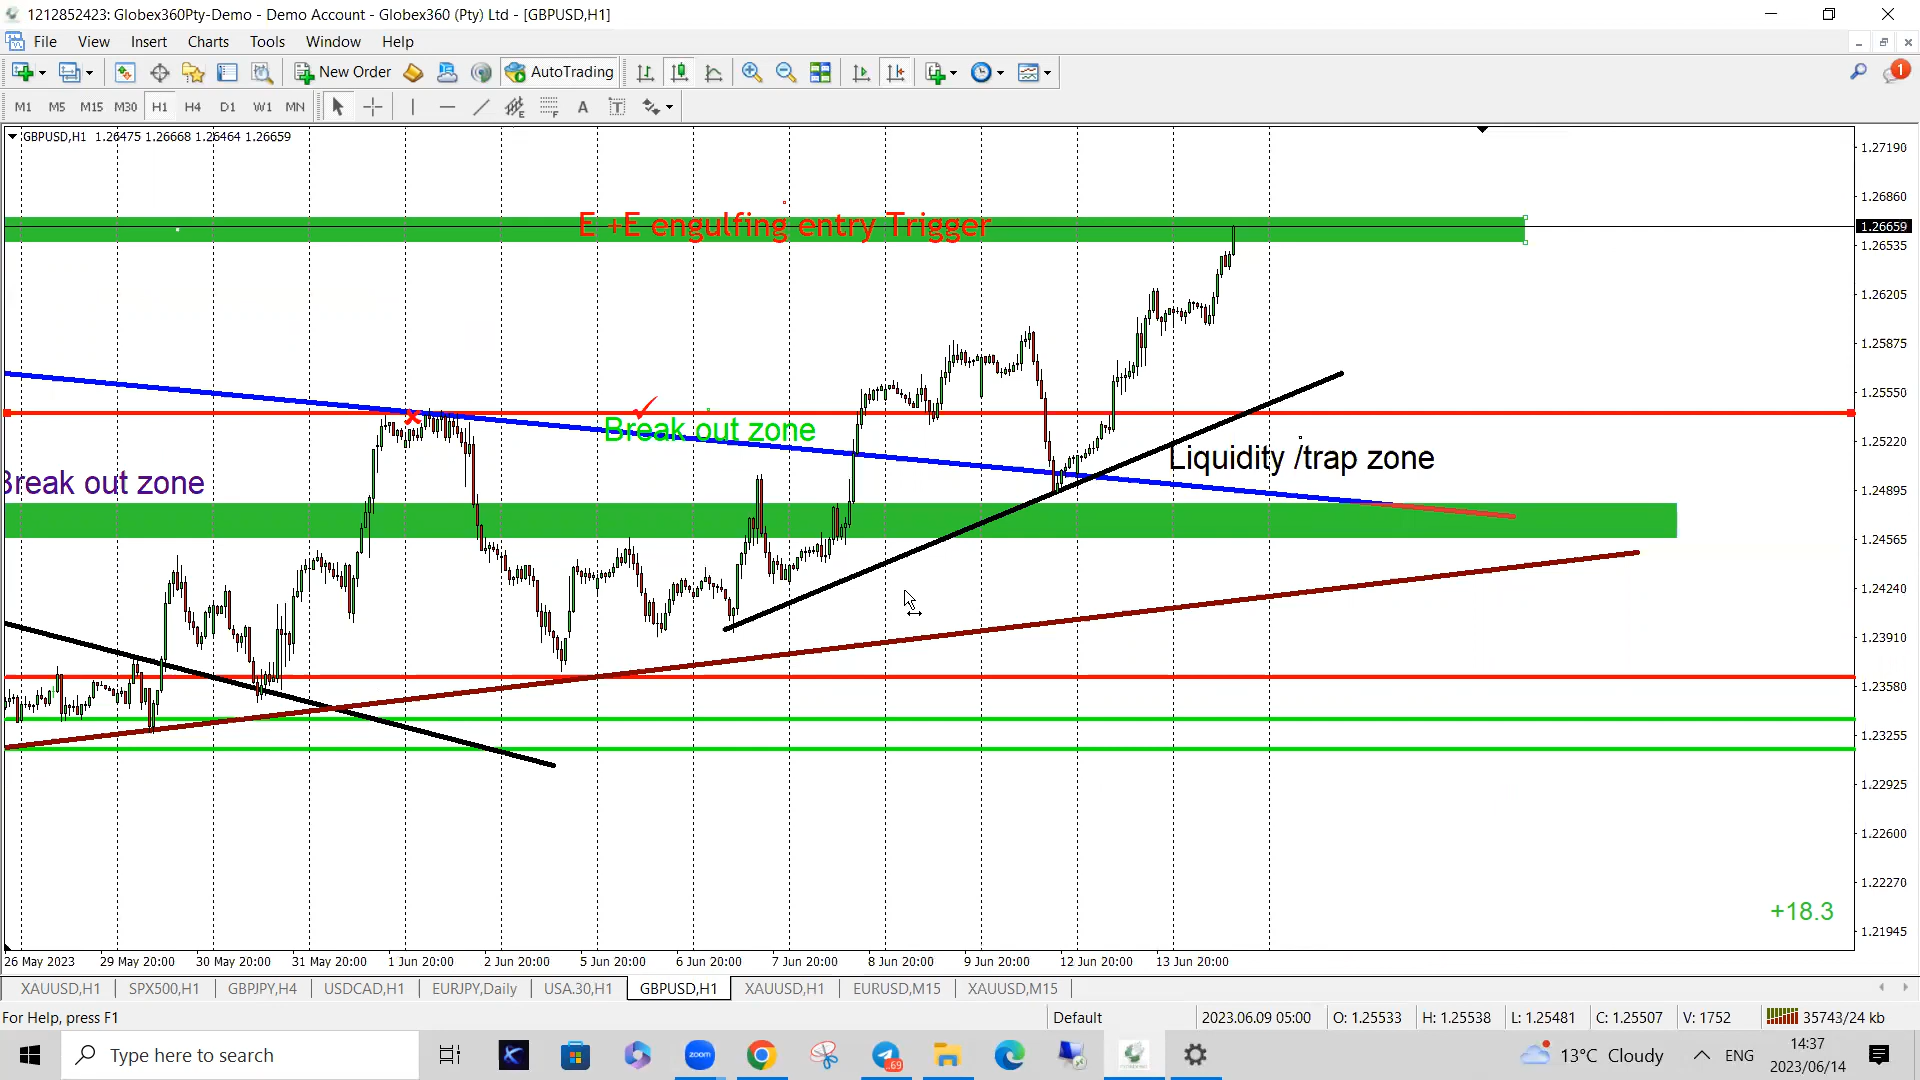 1212852423: Globex360Pty-Demo - Demo Account - Globex360 (Pty) Ltd - [GBPUSD,H1]
File View Insert Charts Tools Window Help
New Order AutoTrading 1
M1 M5 M15 M30 H1 H4 D1 W1 MN E F A T
GBPUSD,H1 1.26475 1.26668 1.26464 1.26659
1.27190
1.26860
E +E engulfing entry Trigger
1.26659
1.26535
1.26205
1.25875
1.25550
Break out zone
1.25220
Liquidity /trap zone
Break out zone
1.24895
1.24565
1.24240
1.23910
1.23580
1.23255
1.22925
1.22600
1.22270
+18.3
1.21945
26 May 2023 29 May 20:00 30 May 20:00 31 May 20:00 1 Jun 20:00 2 Jun 20:00 5 Jun 20:00 6 Jun 20:00 7 Jun 20:00 8 Jun 20:00 9 Jun 20:00 12 Jun 20:00 13 Jun 20:00
XAUUSD,H1 SPX500,H1 GBPJPY,H4 USDCAD,H1 EURJPY,Daily USA.30,H1 GBPUSD,H1 XAUUSD,H1 EURUSD,M15 XAUUSD,M15
For Help, press F1 Default 2023.06.09 05:00 O: 1.25533 H: 1.25538 L: 1.25481 C: 1.25507 V: 1752 35743/24 kb
Type here to search zoom 69 13°C Cloudy ENG 14:37
2023/06/14